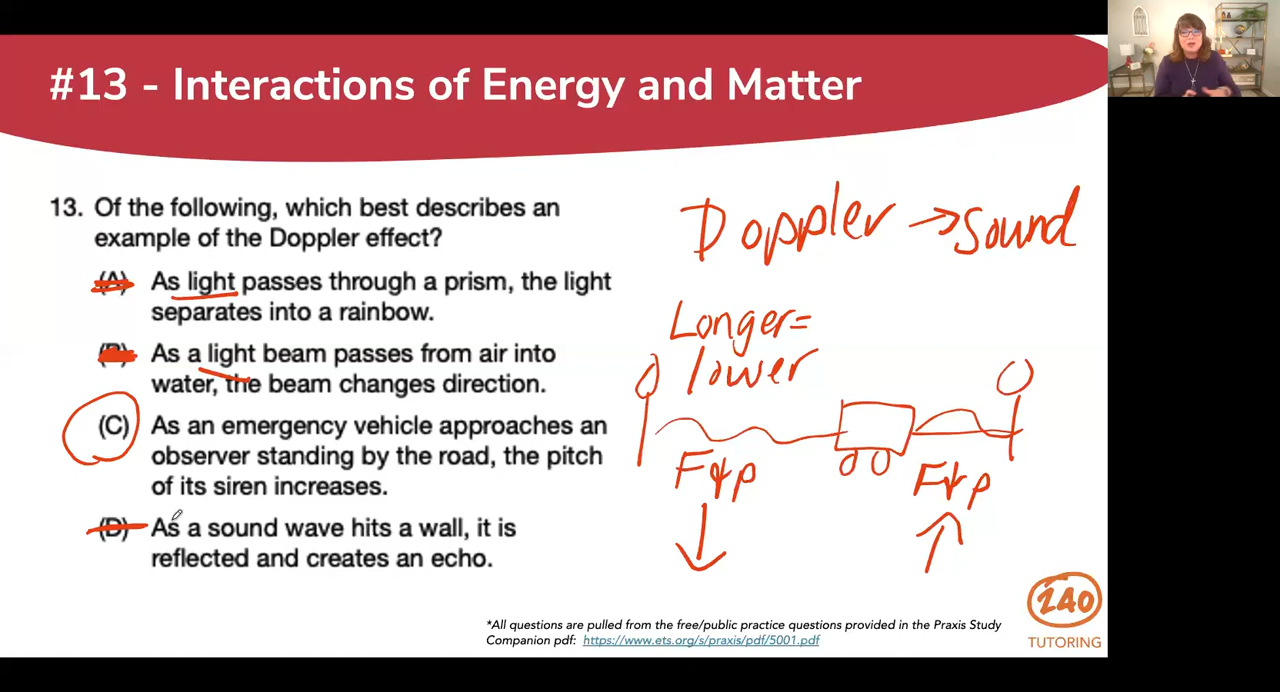 #13 - Interactions of Energy and Matter
13. Of the following, which best describes an
example of the Doppler effect?
(A) As light passes through a prism, the light
separates into a rainbow.
(B) As a light beam passes from air into
water, the beam changes direction.
(C) As an emergency vehicle approaches an
observer standing by the road, the pitch
of its siren increases.
(D) As a sound wave hits a wall, it is
reflected and creates an echo.
Doppler → Sound
Longer=
lower
F & P
F & P
*All questions are pulled from the free/public practice questions provided in the Praxis Study
Companion pdf: https://www.ets.org/s/praxis/pdf/5001.pdf
240
TUTORING